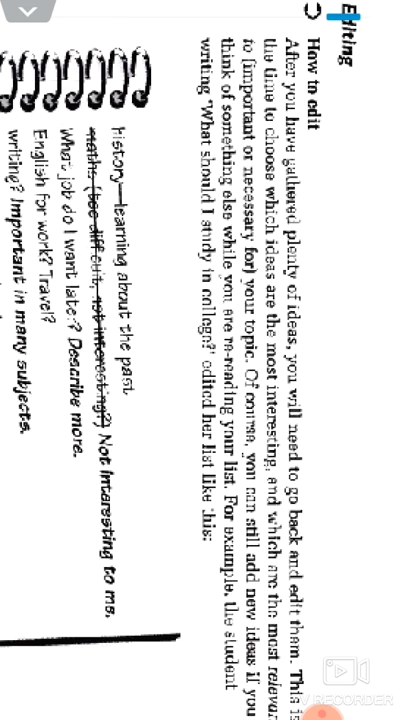 Editing
How to edit
After you have gathered plenty of ideas, you will need to go back and edit them. This is
the time to choose which ideas are the most interesting, and which are the most relevan
to (important or necessary for) your topic. Of course, you can still add new ideas if you
think of something else while you are re-reading your list. For example, the student
writing 'What should I study in college?' edited her list like this:
history—learning about the past
maths (too difficult, not interesting?) Not interesting to me.
What job do I want later? Describe more.
English for work? Travel?
writing? Important in many subjects.
V RECORDER